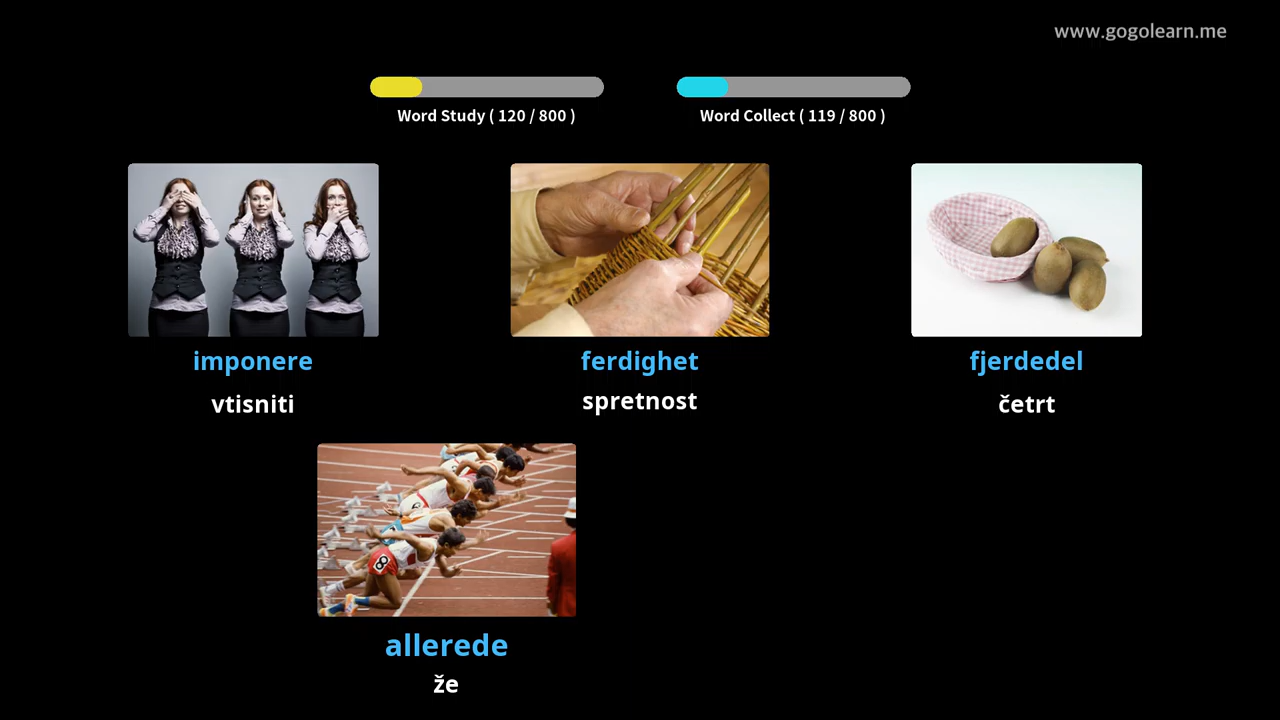 www.gogolearn.me
Word Study ( 120 / 800 )
Word Collect ( 119 / 800 )
imponere
ferdighet
fjerdedel
vtisniti
spretnost
četrt
8
allerede
že